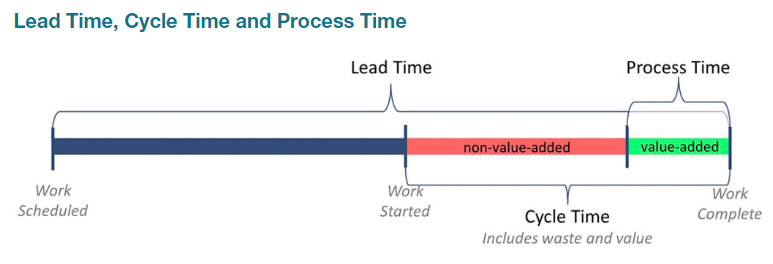 Lead Time, Cycle Time and Process Time
Lead Time
Process Time
non-value-added
value-added
Work
Scheduled
Work
Started
Cycle Time
Includes waste and value
Work
Complete